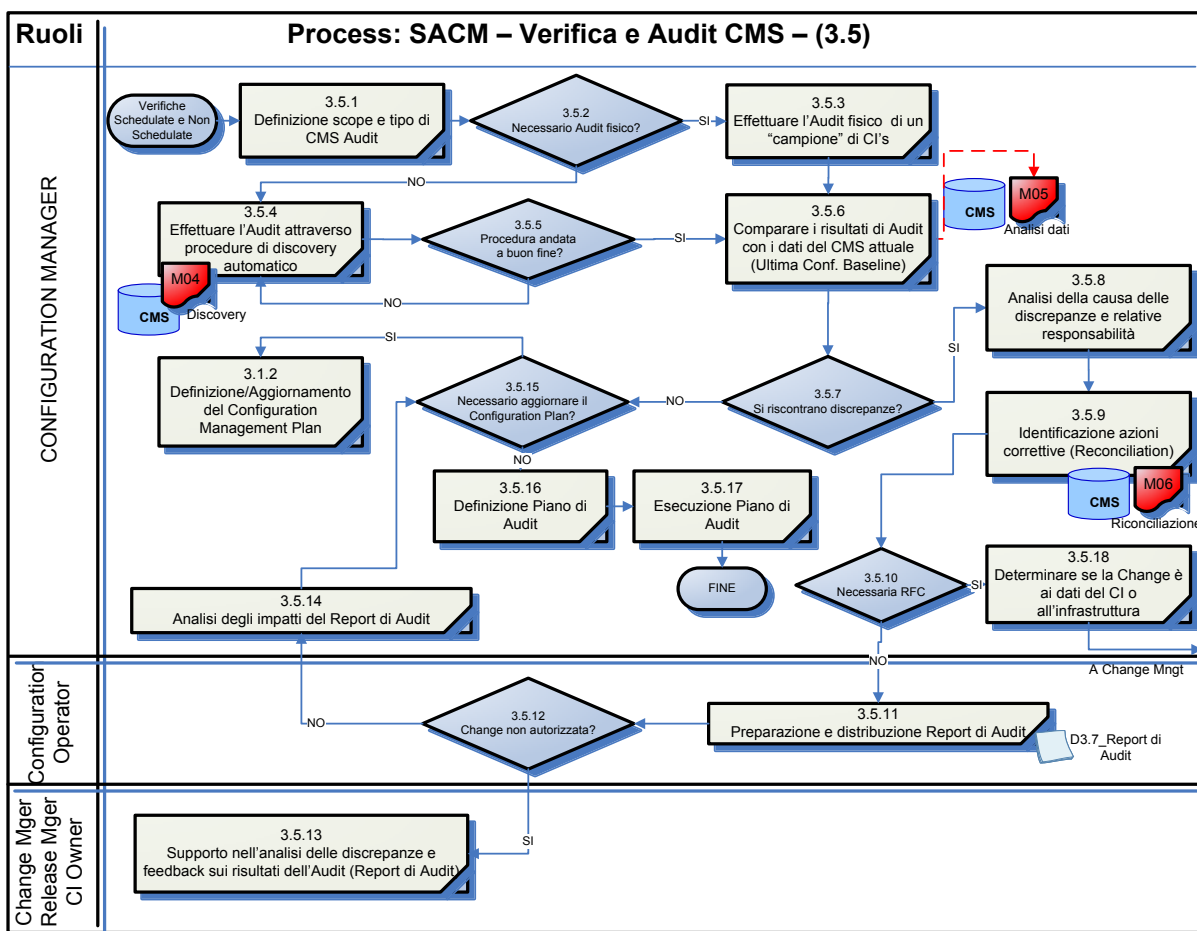 Ruoli
Process: SACM – Verifica e Audit CMS – (3.5)
CONFIGURATION MANAGER
Verifiche
Schedulate e Non
Schedulate
3.5.1
Definizione scope e tipo di
CMS Audit
3.5.2
Necessario Audit fisico?
SI
3.5.3
Effettuare l’Audit fisico di un
“campione” di CI’s
NO
3.5.4
Effettuare l’Audit attraverso
procedure di discovery
automatico
M04
CMS
Discovery
3.5.5
Procedura andata
a buon fine?
SI
NO
3.5.6
Comparare i risultati di Audit
con i dati del CMS attuale
(Ultima Conf. Baseline)
CMS
M05
Analisi dati
3.5.8
Analisi della causa delle
discrepanze e relative
responsabilità
SI
3.1.2
Definizione/Aggiornamento
del Configuration
Management Plan
SI
3.5.15
Necessario aggiornare il
Configuration Plan?
NO
3.5.7
Si riscontrano discrepanze?
3.5.9
Identificazione azioni
correttive (Reconciliation)
CMS
M06
Riconciliazione
NO
3.5.16
Definizione Piano di
Audit
3.5.17
Esecuzione Piano di
Audit
FINE
3.5.10
Necessaria RFC
SI
3.5.18
Determinare se la Change è
ai dati del CI o
all’infrastruttura
A Change Mngt
3.5.14
Analisi degli impatti del Report di Audit
NO
Configuration
Operator
NO
3.5.12
Change non autorizzata?
3.5.11
Preparazione e distribuzione Report di Audit
D3.7_Report di
Audit
Change Mger
Release Mger
CI Owner
SI
3.5.13
Supporto nell’analisi delle discrepanze e
feedback sui risultati dell’Audit (Report di Audit)